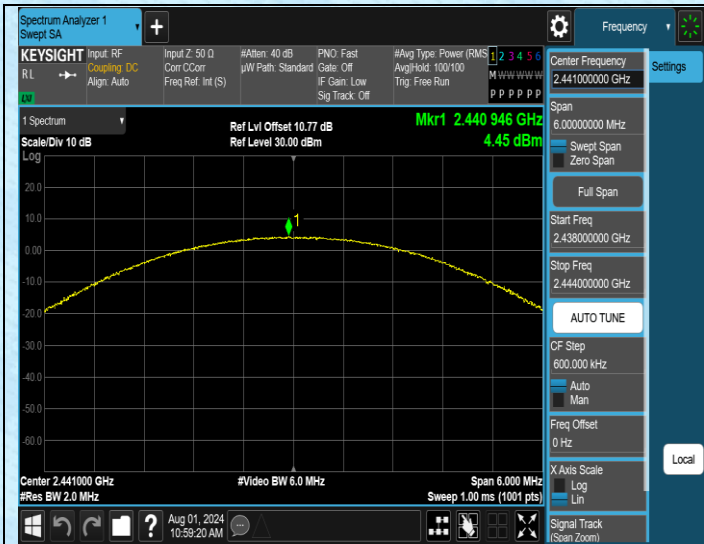 Spectrum Analyzer 1
Swept SA
+
Frequency
KEYSIGHT
RL
LXI
Input: RF
Coupling: DC
Align: Auto
Input Z: 50 Ω
Corr CCorr
Freq Ref: Int (S)
#Atten: 40 dB
µW Path: Standard
PNO: Fast
Gate: Off
IF Gain: Low
Sig Track: Off
#Avg Type: Power (RMS
Avg|Hold: 100/100
Trig: Free Run
1 2 3 4 5 6
M W W W W W
P P P P P P
1 Spectrum
Scale/Div 10 dB
Log
Ref Lvl Offset 10.77 dB
Ref Level 30.00 dBm
Mkr1 2.440 946 GHz
4.45 dBm
1
20.0
10.0
0.00
-10.0
-20.0
-30.0
-40.0
-50.0
-60.0
Center 2.441000 GHz
#Res BW 2.0 MHz
#Video BW 6.0 MHz
Span 6.000 MHz
Sweep 1.00 ms (1001 pts)
Center Frequency
2.441000000 GHz
Settings
Span
6.00000000 MHz
Swept Span
Zero Span
Full Span
Start Freq
2.438000000 GHz
Stop Freq
2.444000000 GHz
AUTO TUNE
CF Step
600.000 kHz
Auto
Man
Freq Offset
0 Hz
X Axis Scale
Log
Lin
Local
Signal Track
(Span Zoom)
?
Aug 01, 2024
10:59:20 AM